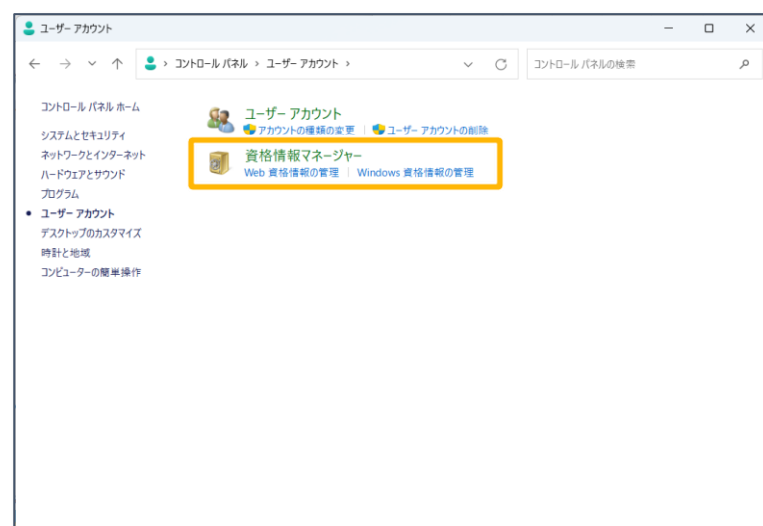 ユーザー アカウント
コントロール パネル > ユーザー アカウント >
コントロール パネルの検索
コントロール パネル ホーム
システムとセキュリティ
ネットワークとインターネット
ハードウェアとサウンド
プログラム
ユーザー アカウント
デスクトップのカスタマイズ
時計と地域
コンピューターの簡単操作
ユーザー アカウント
アカウントの種類の変更 | ユーザー アカウントの削除
資格情報マネージャー
Web 資格情報の管理 | Windows 資格情報の管理